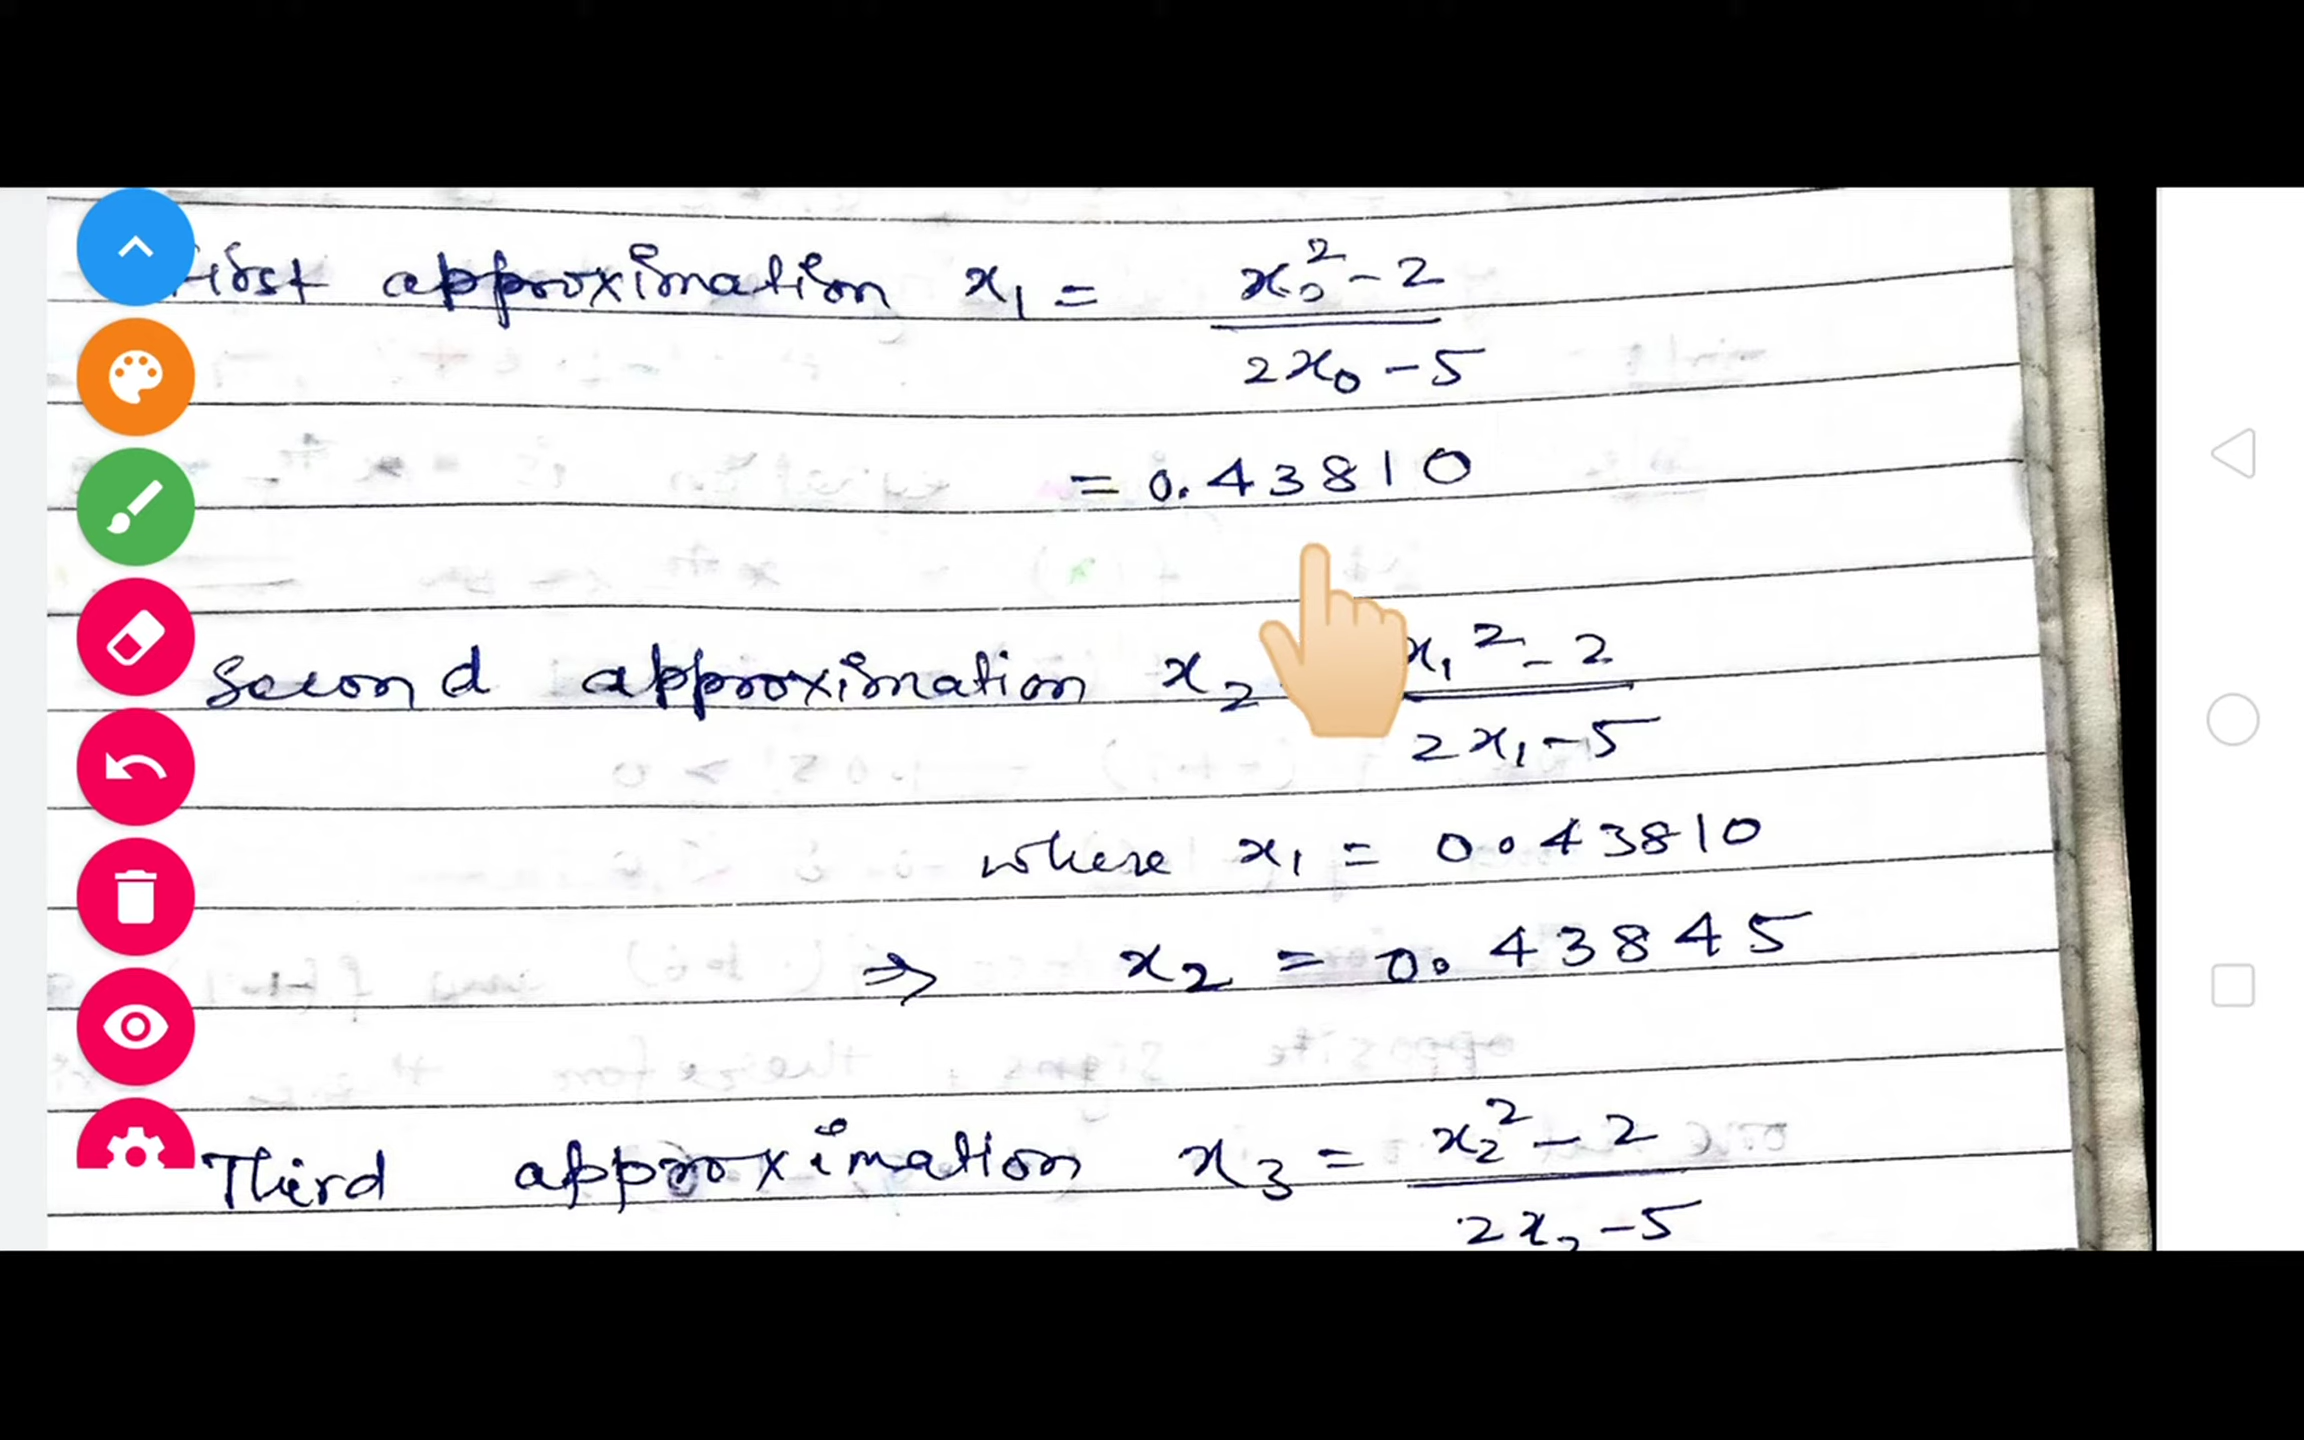 First approximation x₁ = x₀² - 2 / 2x₀ - 5
= 0.43810
Second approximation x₂ x₁² - 2 / 2x₁ - 5
where x₁ = 0.43810
⇒ x₂ = 0.43845
Third approximation x₃ = x₂² - 2 / 2x₂ - 5